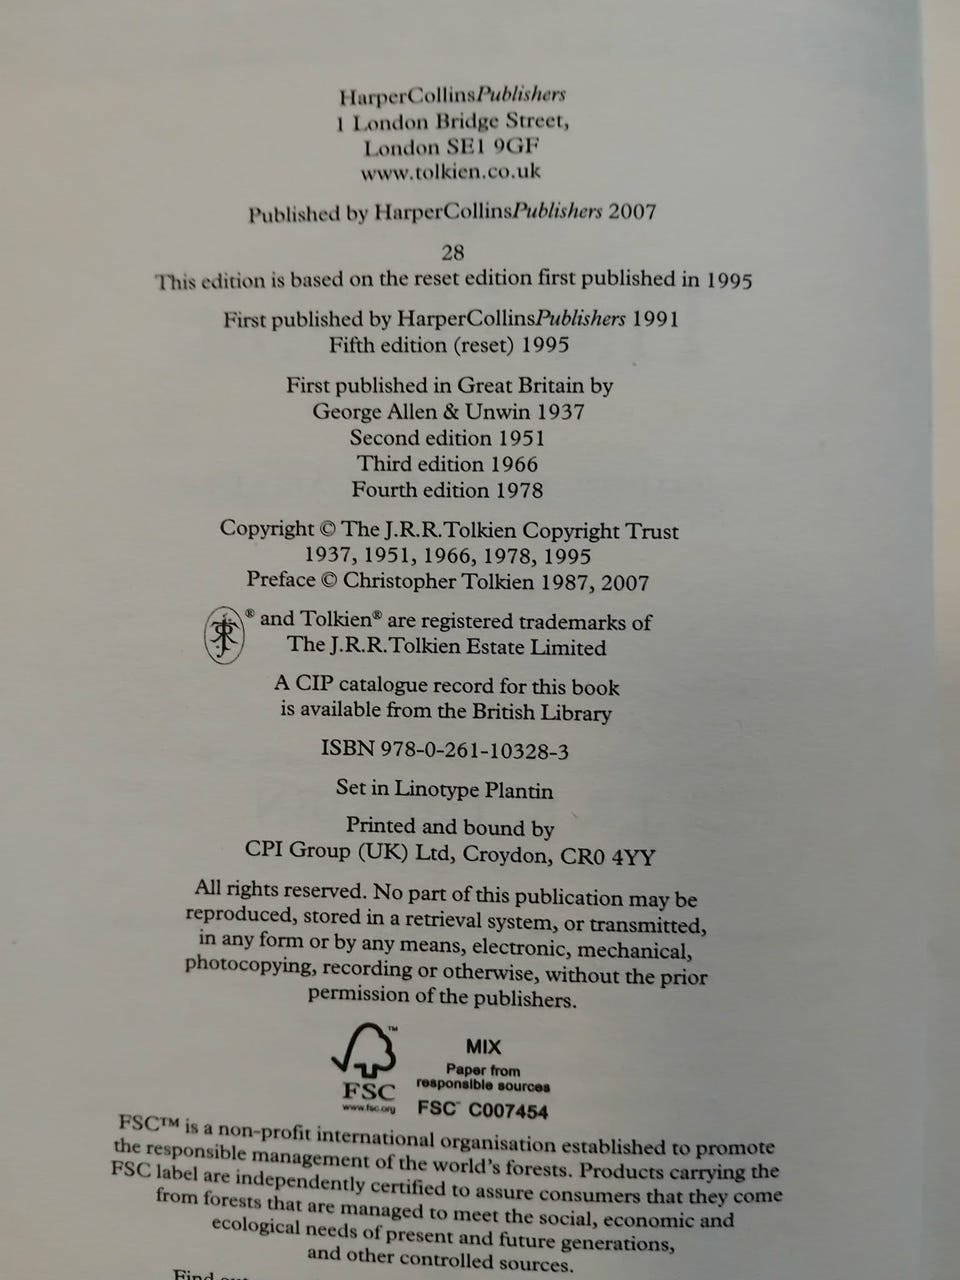 HarperCollinsPublishers
1 London Bridge Street,
London SE1 9GF
www.tolkien.co.uk
Published by HarperCollinsPublishers 2007
28
This edition is based on the reset edition first published in 1995
First published by HarperCollinsPublishers 1991
Fifth edition (reset) 1995
First published in Great Britain by
George Allen & Unwin 1937
Second edition 1951
Third edition 1966
Fourth edition 1978
Copyright © The J.R.R.Tolkien Copyright Trust
1937, 1951, 1966, 1978, 1995
Preface © Christopher Tolkien 1987, 2007
® and Tolkien® are registered trademarks of
The J.R.R.Tolkien Estate Limited
A CIP catalogue record for this book
is available from the British Library
ISBN 978-0-261-10328-3
Set in Linotype Plantin
Printed and bound by
CPI Group (UK) Ltd, Croydon, CR0 4YY
All rights reserved. No part of this publication may be
reproduced, stored in a retrieval system, or transmitted,
in any form or by any means, electronic, mechanical,
photocopying, recording or otherwise, without the prior
permission of the publishers.
™
FSC
www.fsc.org
MIX
Paper from
responsible sources
FSC™ C007454
FSC™ is a non-profit international organisation established to promote
the responsible management of the world's forests. Products carrying the
FSC label are independently certified to assure consumers that they come
from forests that are managed to meet the social, economic and
ecological needs of present and future generations,
and other controlled sources.
Find